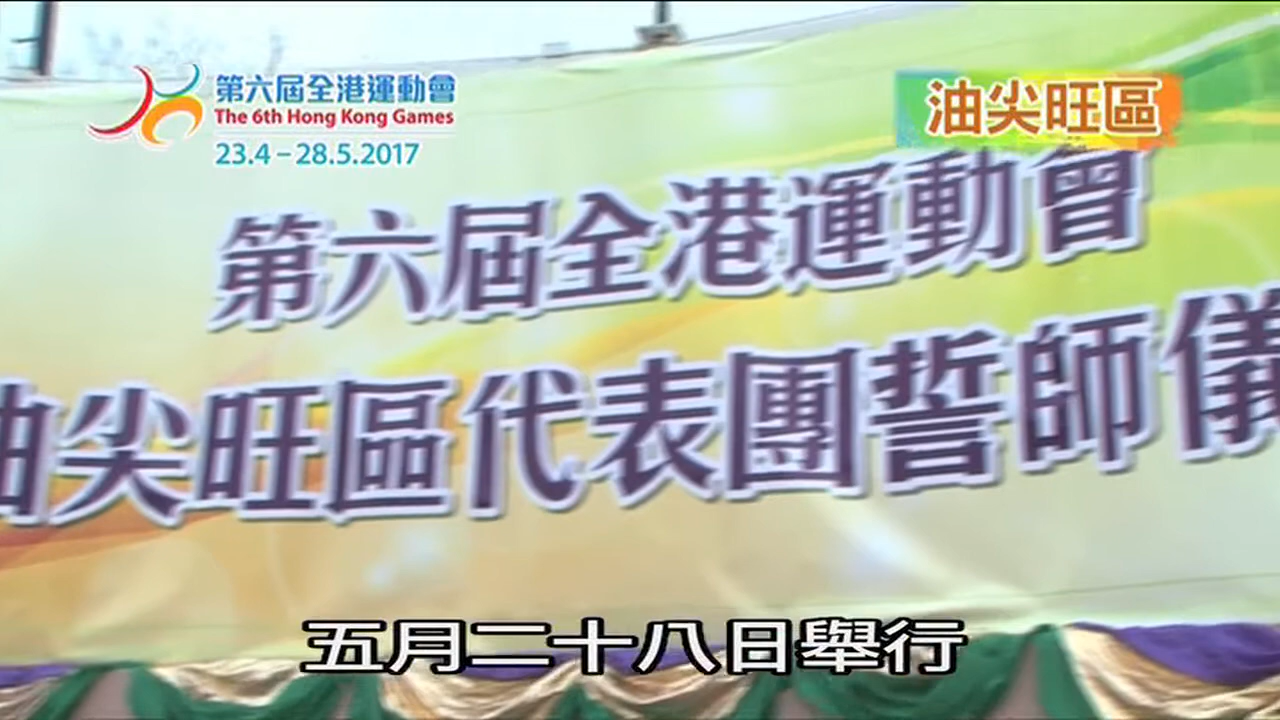 第六屆全港運動會
The 6th Hong Kong Games
23.4 – 28.5.2017
油尖旺區
第六屆全港運動會
油尖旺區代表團誓師儀
五月二十八日舉行